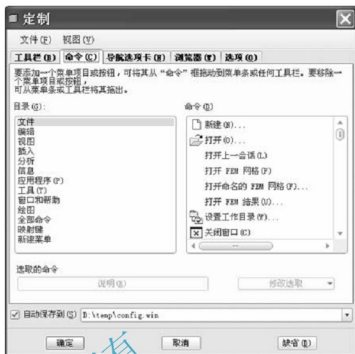 定制
文件(F) 视图(V)
工具栏(B) 命令(C) 导航选项卡(N) 浏览器(T) 选项(O)
要添加一个菜单项目或按钮,可将其从“命令”框拖动到菜单条或任何工具栏。要移除一
个菜单项目或按钮,
可从菜单条或工具栏将其拖出。
目录(G):
命令(D)
文件
编辑
视图
插入
分析
信息
应用程序(P)
工具(T)
窗口和帮助
绘图
全部命令
映射键
新建菜单
新建(N)...
打开(O)...
打开上一会话(L)
打开 FEM 网格(F)
打开命名的 FEM 网格(F)...
打开 FEM 结果(U)...
设置工作目录(W)...
关闭窗口(C)
选取的命令
说明(E)
修改选取
自动保存到(S) D:\temp\config.win
确定
取消
缺省(D)